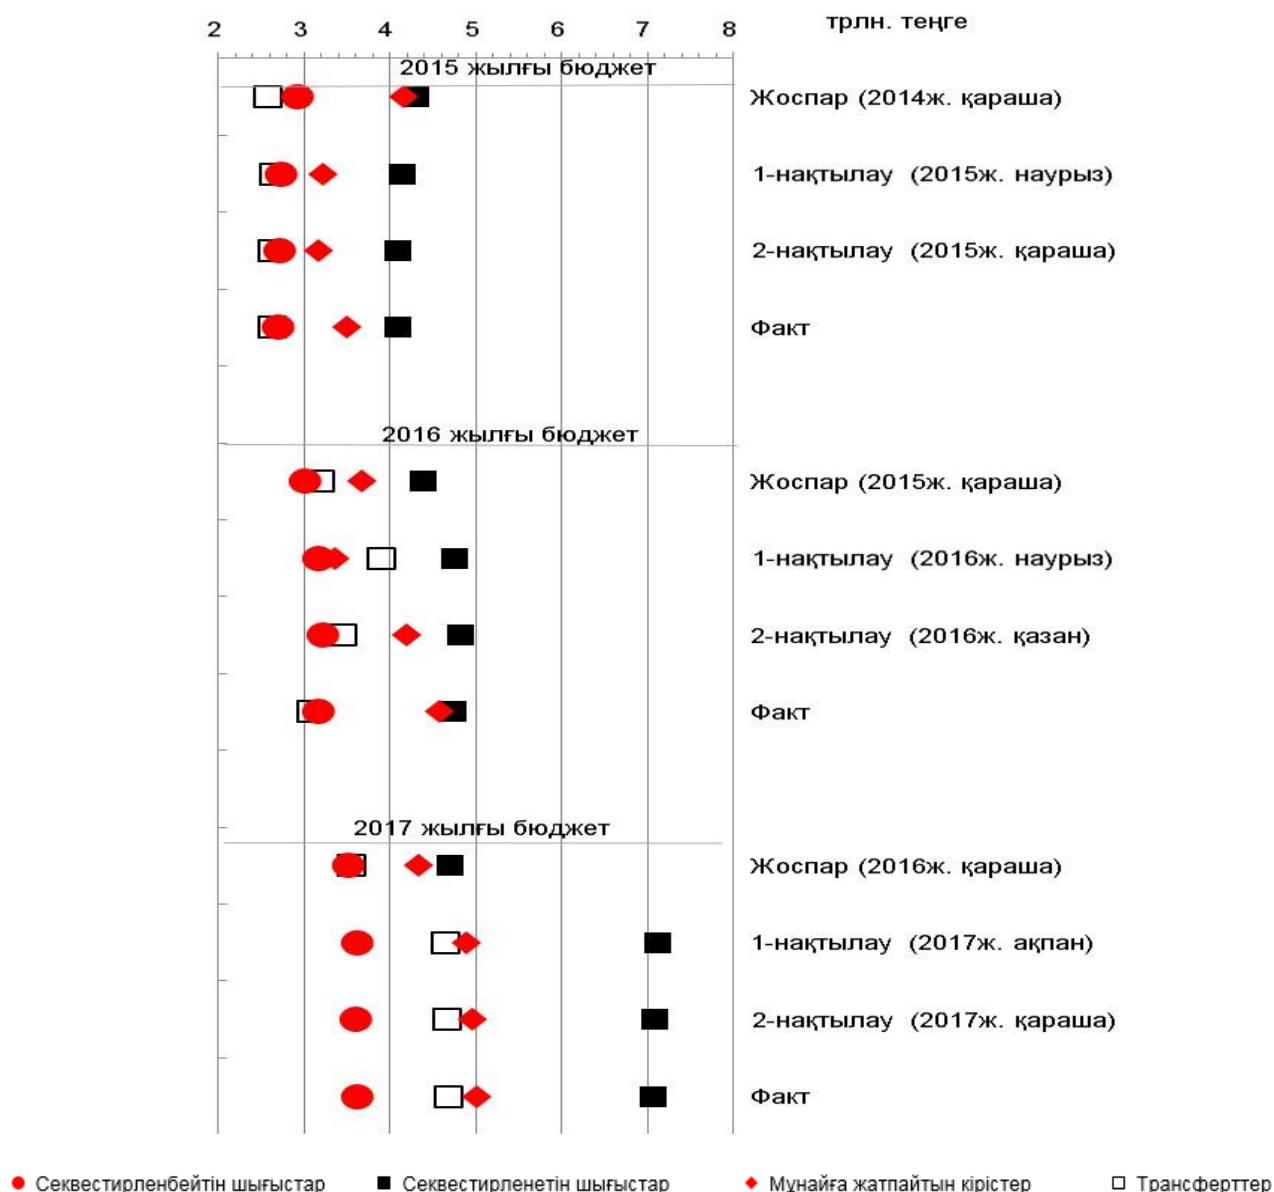 2 3 4 5 6 7 8 трлн. теңге
2015 жылғы бюджет
Жоспар (2014ж. қараша)
1-нақтылау (2015ж. наурыз)
2-нақтылау (2015ж. қараша)
Факт
2016 жылғы бюджет
Жоспар (2015ж. қараша)
1-нақтылау (2016ж. наурыз)
2-нақтылау (2016ж. қазан)
Факт
2017 жылғы бюджет
Жоспар (2016ж. қараша)
1-нақтылау (2017ж. ақпан)
2-нақтылау (2017ж. қараша)
Факт
Секвестирленбейтін шығыстар Секвестирленетін шығыстар Мұнайға жатпайтын кірістер Трансферттер